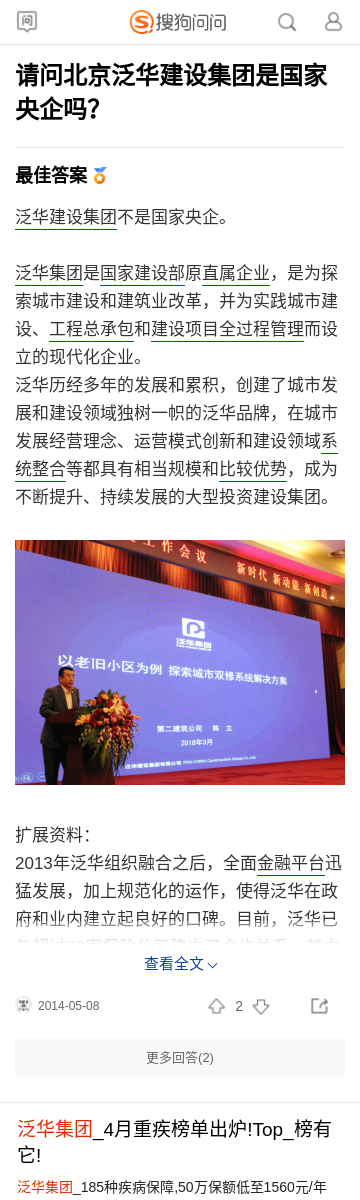 问
搜狗问问
请问北京泛华建设集团是国家
央企吗?
最佳答案
泛华建设集团不是国家央企。
泛华集团是国家建设部原直属企业，是为探
索城市建设和建筑业改革，并为实践城市建
设、工程总承包和建设项目全过程管理而设
立的现代化企业。
泛华历经多年的发展和累积，创建了城市发
展和建设领域独树一帜的泛华品牌，在城市
发展经营理念、运营模式创新和建设领域系
统整合等都具有相当规模和比较优势，成为
不断提升、持续发展的大型投资建设集团。
工作会议
新时代 新动能 新创造
泛华集团
以老旧小区为例 探索城市双修系统解决方案
第二建筑公司 陈 立
2018年3月
泛华建设集团有限公司 PAN-CHINA Construction Group Co.,Ltd.
扩展资料：
2013年泛华组织融合之后，全面金融平台迅
猛发展，加上规范化的运作，使得泛华在政
府和业内建立起良好的口碑。目前，泛华已
查看全文
2014-05-08
2
更多回答(2)
泛华集团_4月重疾榜单出炉!Top_榜有
它!
泛华集团_185种疾病保障,50万保额低至1560元/年